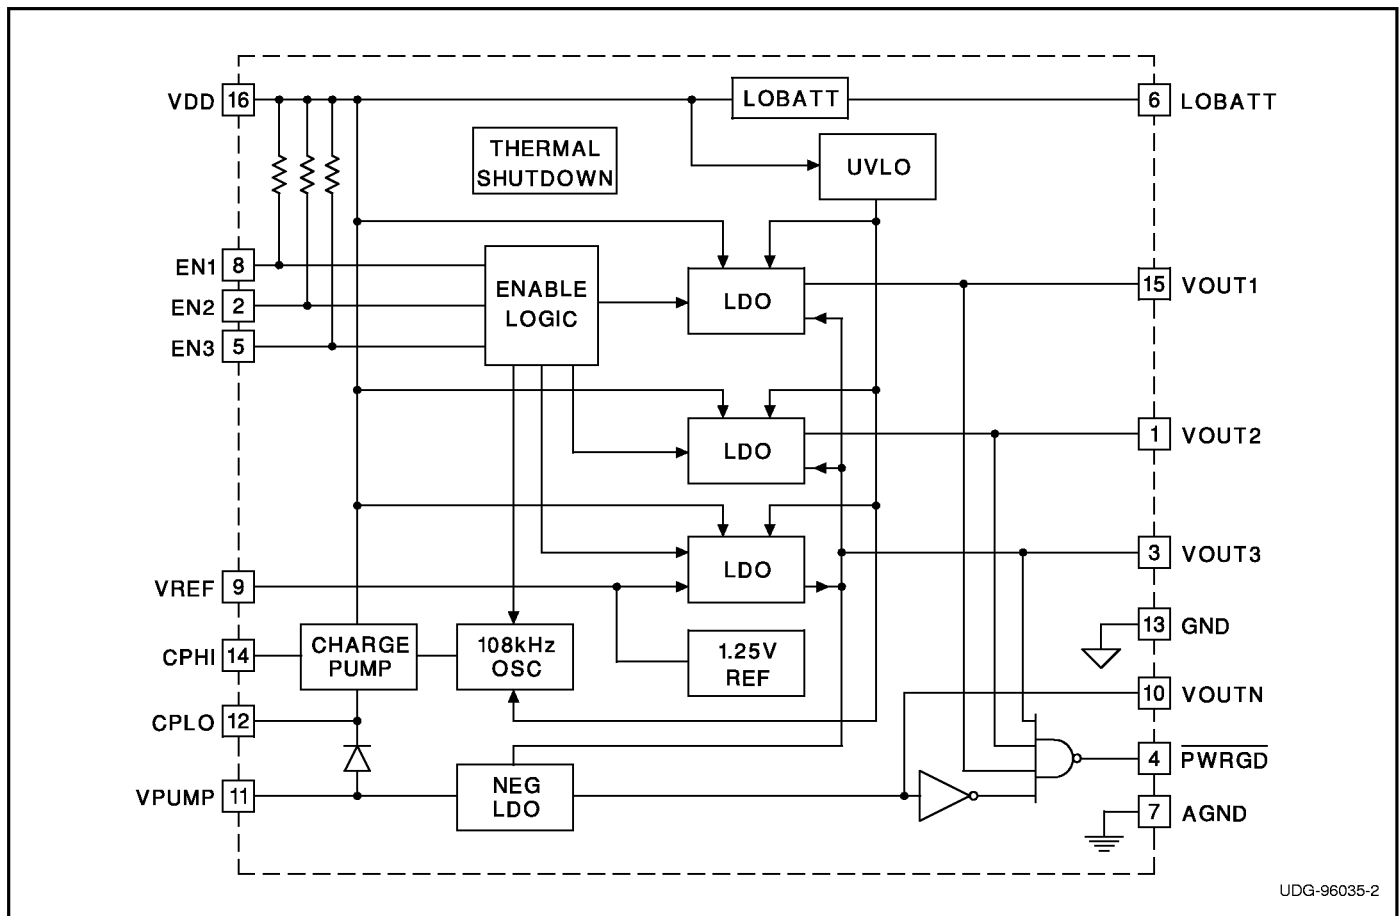 VDD 16
LOBATT
6 LOBATT
THERMAL
SHUTDOWN
UVLO
EN1 8
EN2 2
EN3 5
ENABLE
LOGIC
LDO
15 VOUT1
LDO
1 VOUT2
LDO
3 VOUT3
VREF 9
13 GND
CPHI 14
CHARGE
PUMP
108kHz
OSC
1.25V
REF
10 VOUTN
CPLO 12
4 PWRGD
VPUMP 11
NEG
LDO
7 AGND
UDG-96035-2